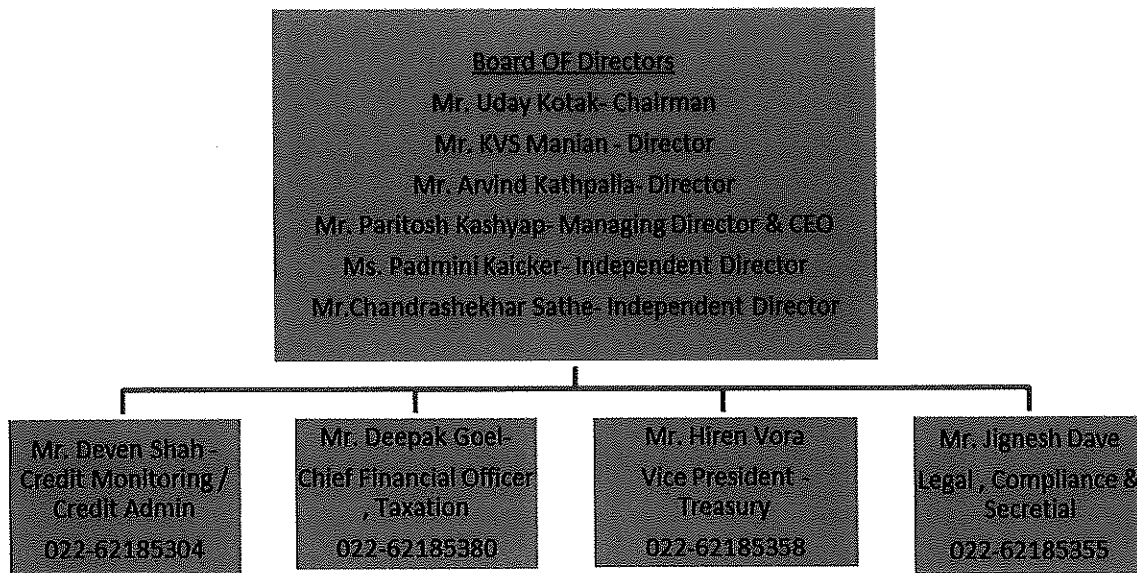 Board OF Directors
Mr. Uday Kotak- Chairman
Mr. KVS Manian - Director
Mr. Arvind Kathpalia- Director
Mr. Paritosh Kashyap- Managing Director & CEO
Ms. Padmini Kaicker- Independent Director
Mr.Chandrashekhar Sathe- Independent Director
Mr. Deven Shah -
Credit Monitoring /
Credit Admin
022-62185304
Mr. Deepak Goel-
Chief Financial Officer
, Taxation
022-62185380
Mr. Hiren Vora
Vice President -
Treasury
022-62185358
Mr. Jignesh Dave
Legal , Compliance &
Secretial
022-62185355